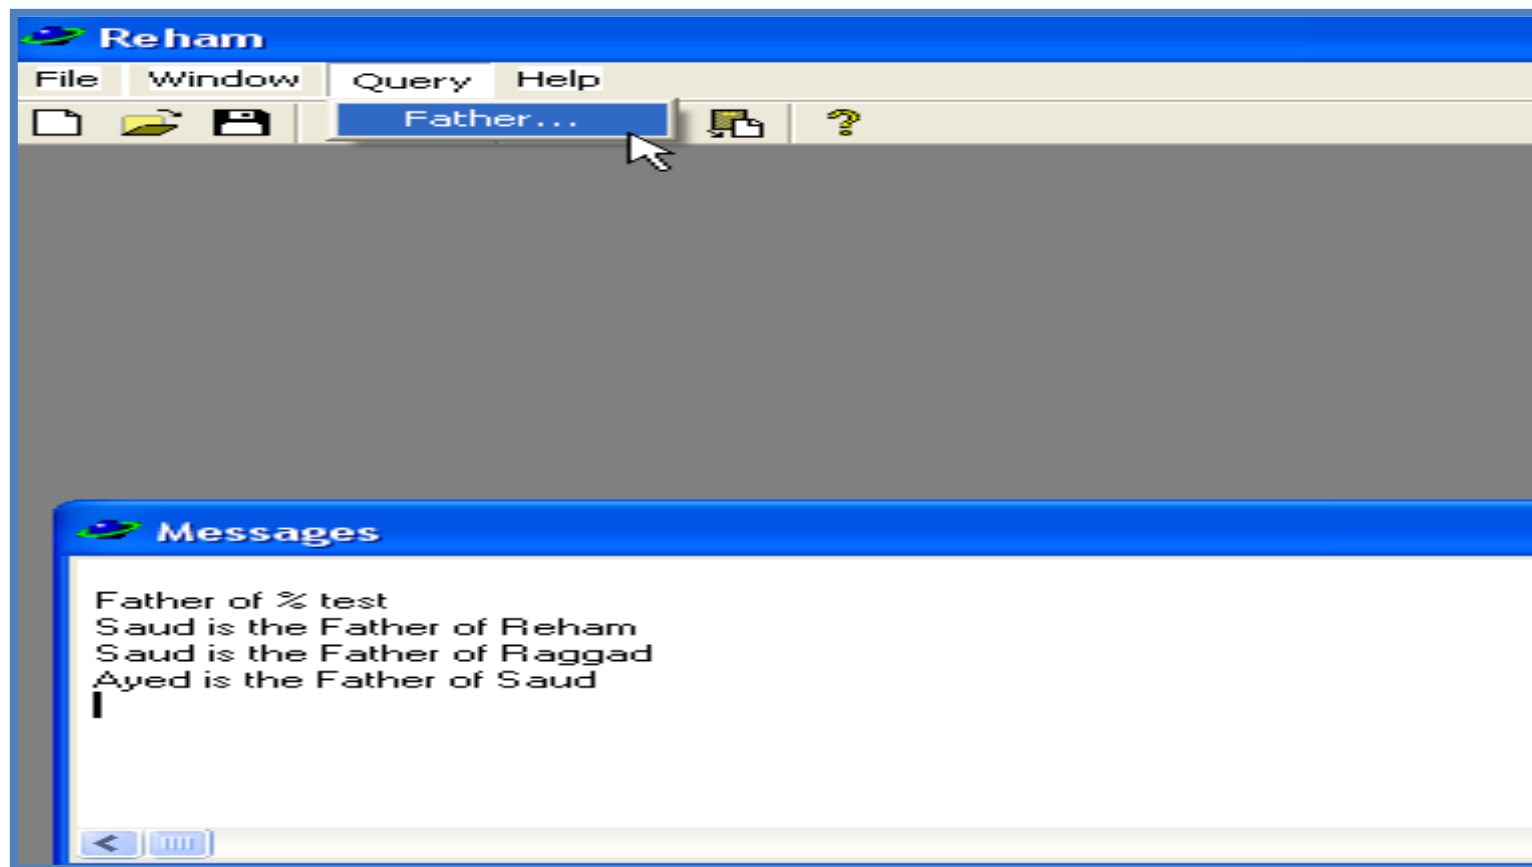 Reham
File Window Query Help
Father...
?
Messages
Father of % test
Saud is the Father of Reham
Saud is the Father of Raggad
Ayed is the Father of Saud